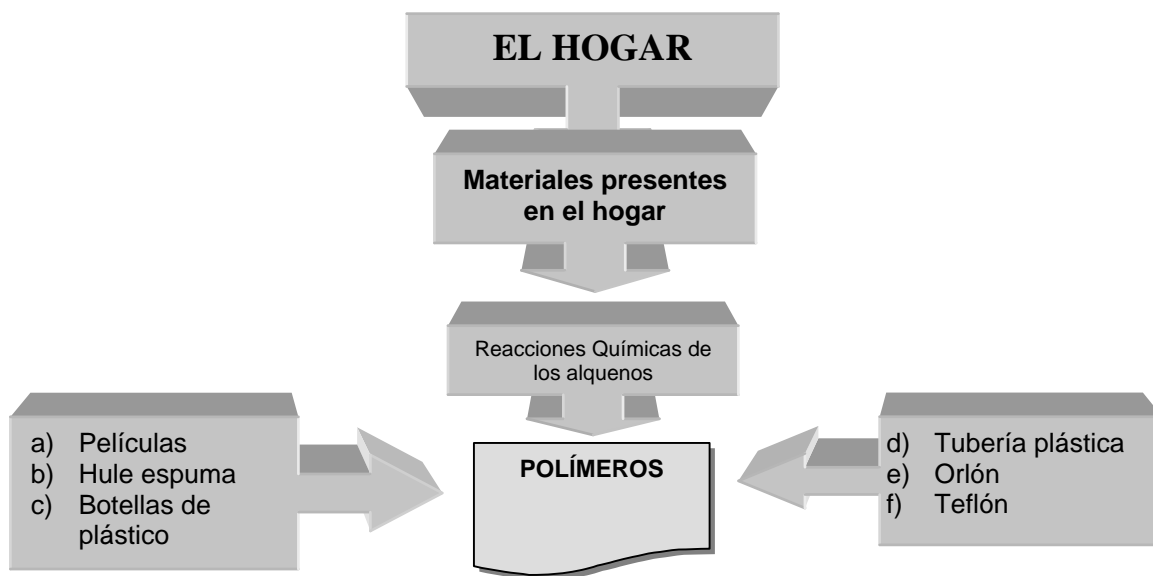 EL HOGAR
Materiales presentes
en el hogar
Reacciones Químicas de
los alquenos
a) Películas
b) Hule espuma
c) Botellas de
plástico
POLÍMEROS
d) Tubería plástica
e) Orlón
f) Teflón